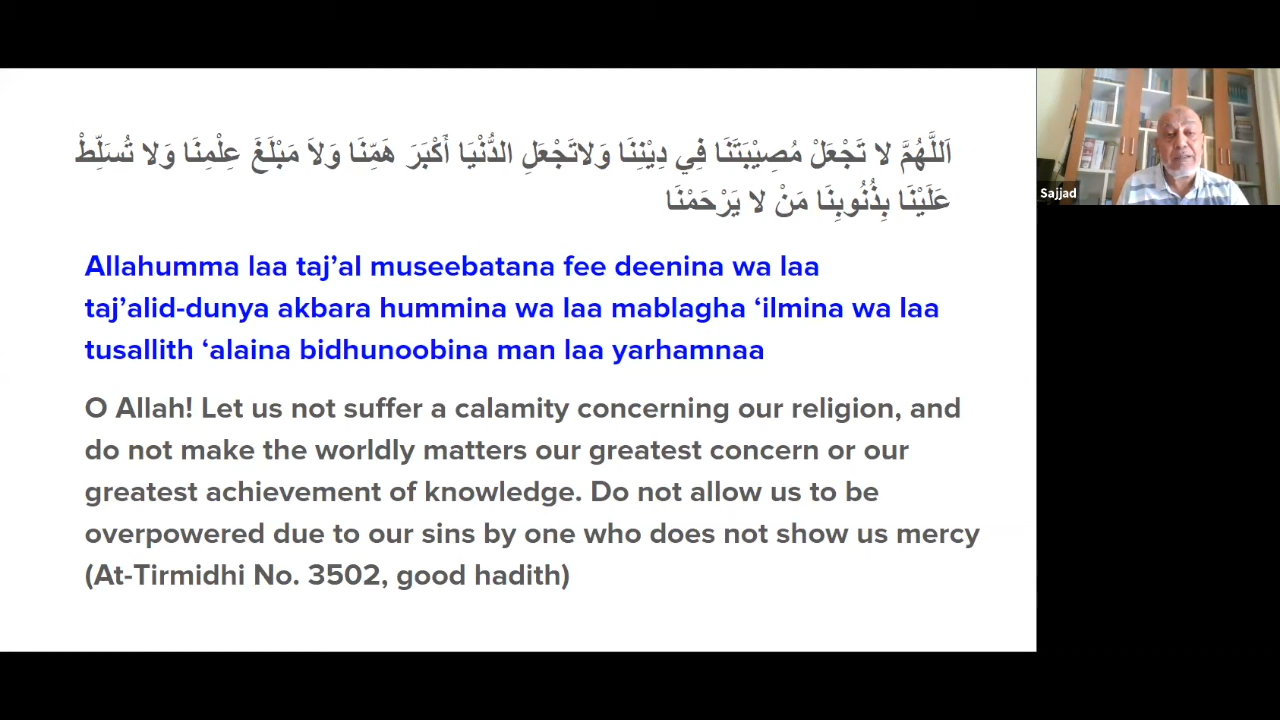 اَللَّهُمَّ لا تَجْعَلْ مُصِيْبَتَنَا فِي دِيْنِنَا وَلاتَجْعَلِ الدُّنْيَا أَكْبَرَ هَمِّنَا وَلاَ مَبْلَغَ عِلْمِنَا وَلا تُسَلِّطْ
عَلَيْنَا بِذُنُوبِنَا مَنْ لا يَرْحَمْنَا
Allahumma laa taj’al museebatana fee deenina wa laa
taj’alid-dunya akbara hummina wa laa mablagha ‘ilmina wa laa
tusallith ‘alaina bidhunoobina man laa yarhamnaa
O Allah! Let us not suffer a calamity concerning our religion, and
do not make the worldly matters our greatest concern or our
greatest achievement of knowledge. Do not allow us to be
overpowered due to our sins by one who does not show us mercy
(At-Tirmidhi No. 3502, good hadith)
Sajjad